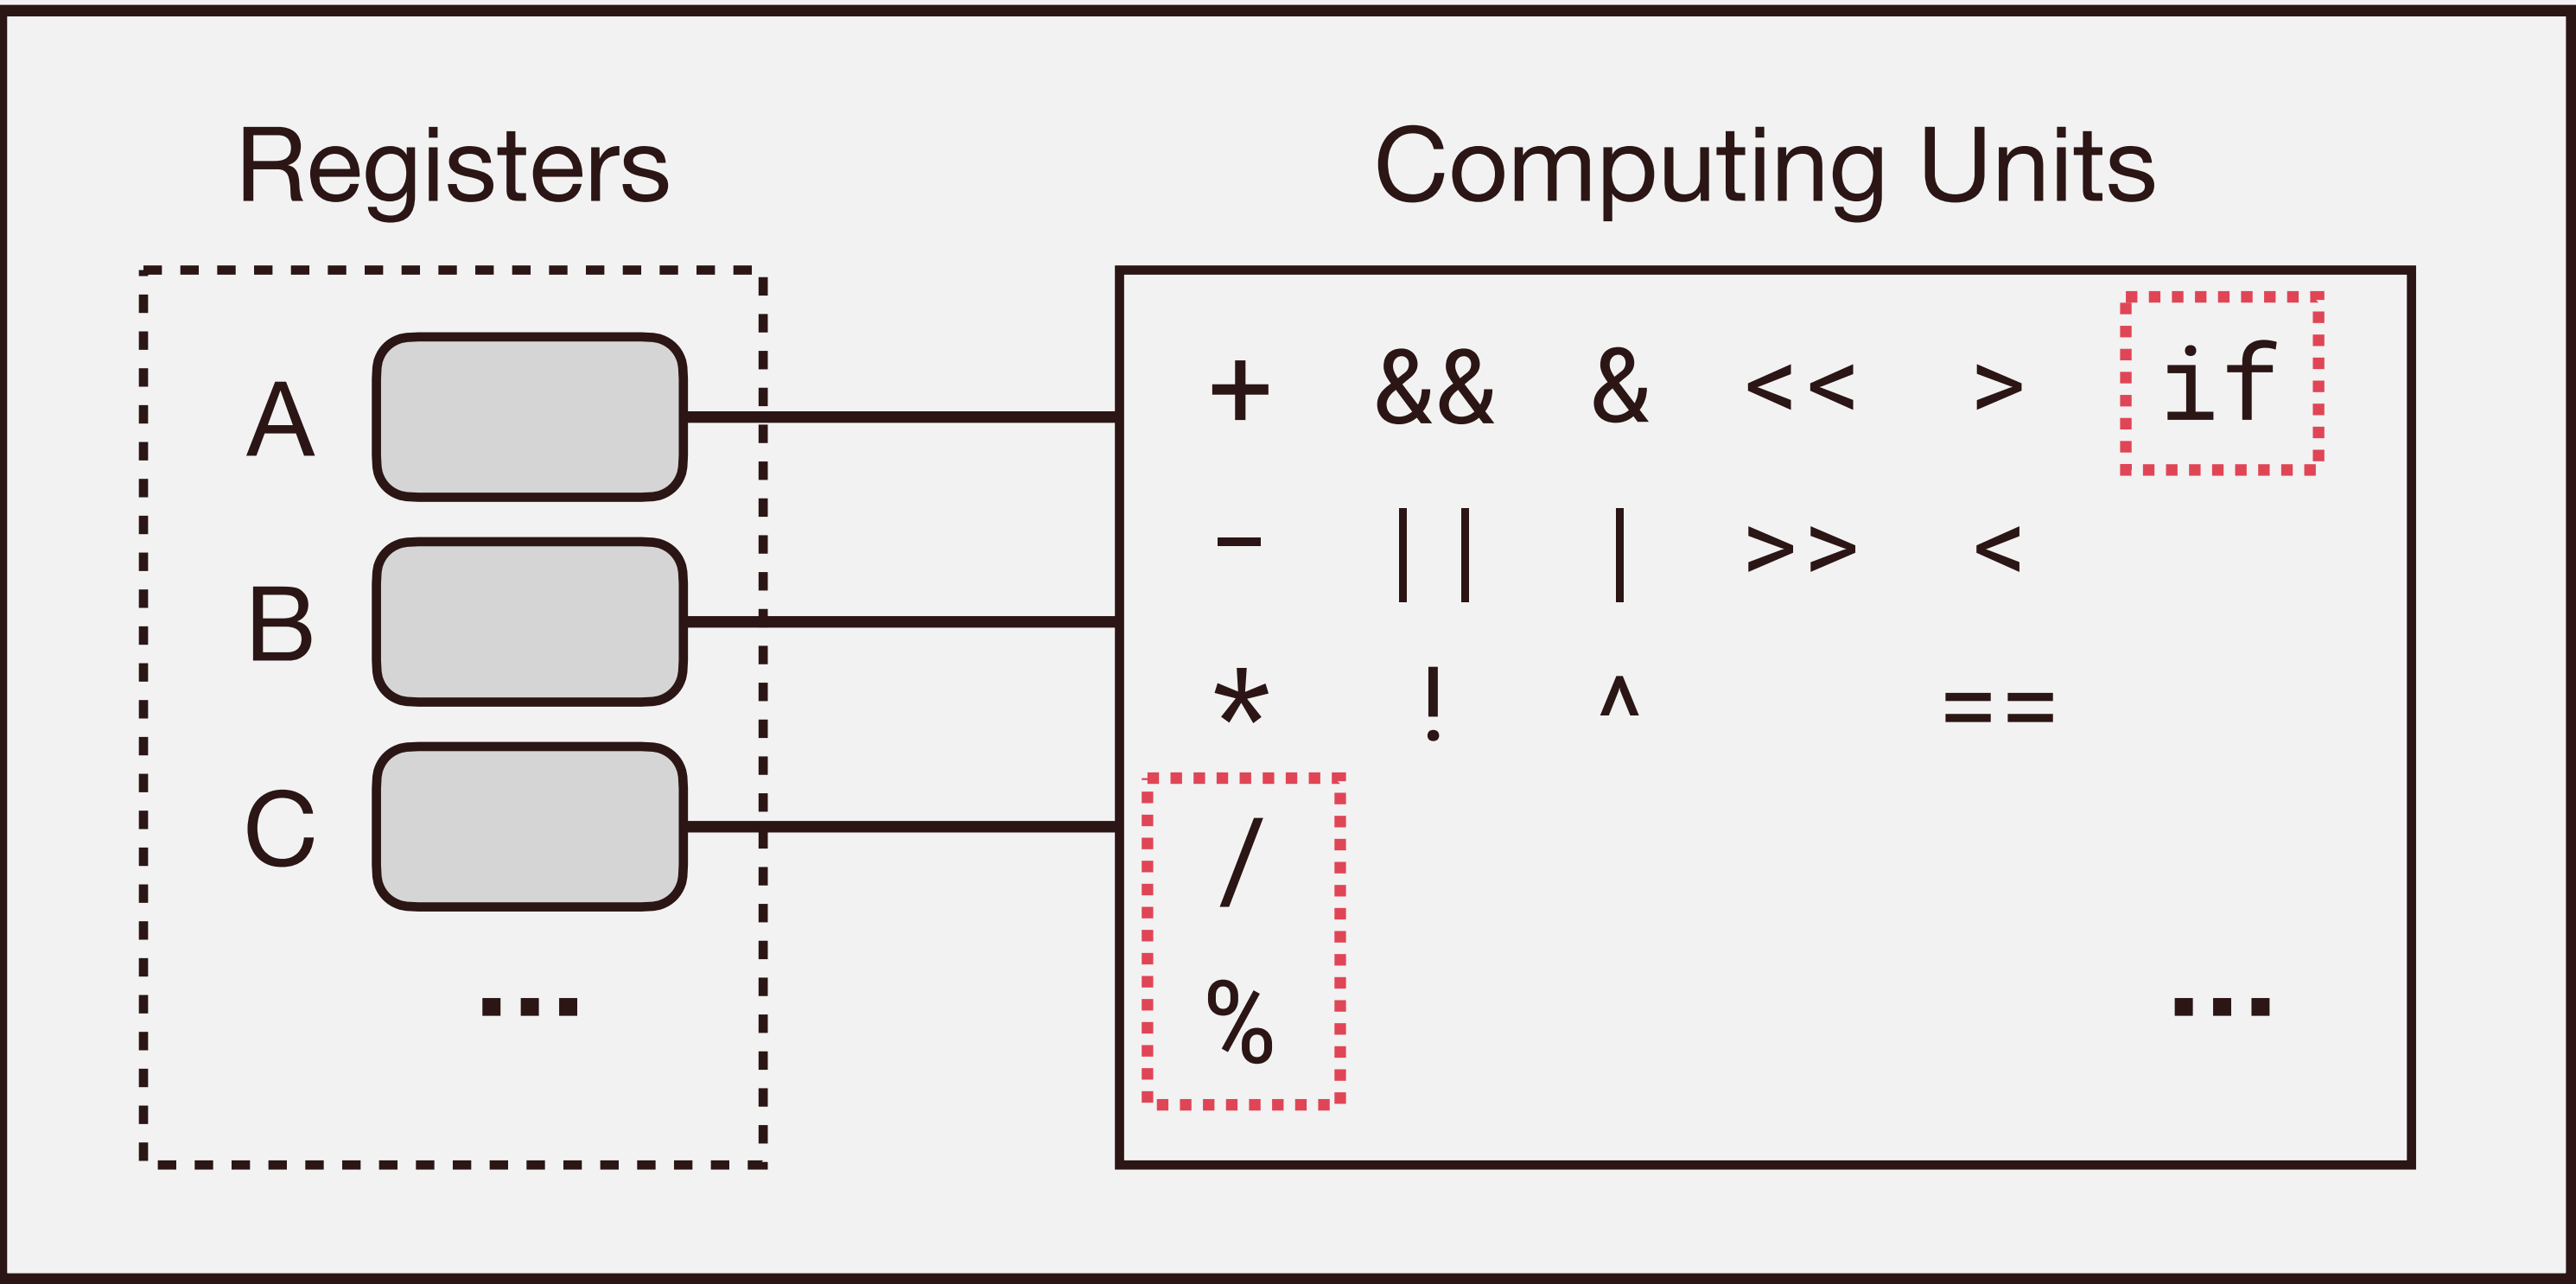 Registers
Computing Units
A
B
C
...
+ && & << > if
- || | >> <
* ! ^ ==
/
%
...